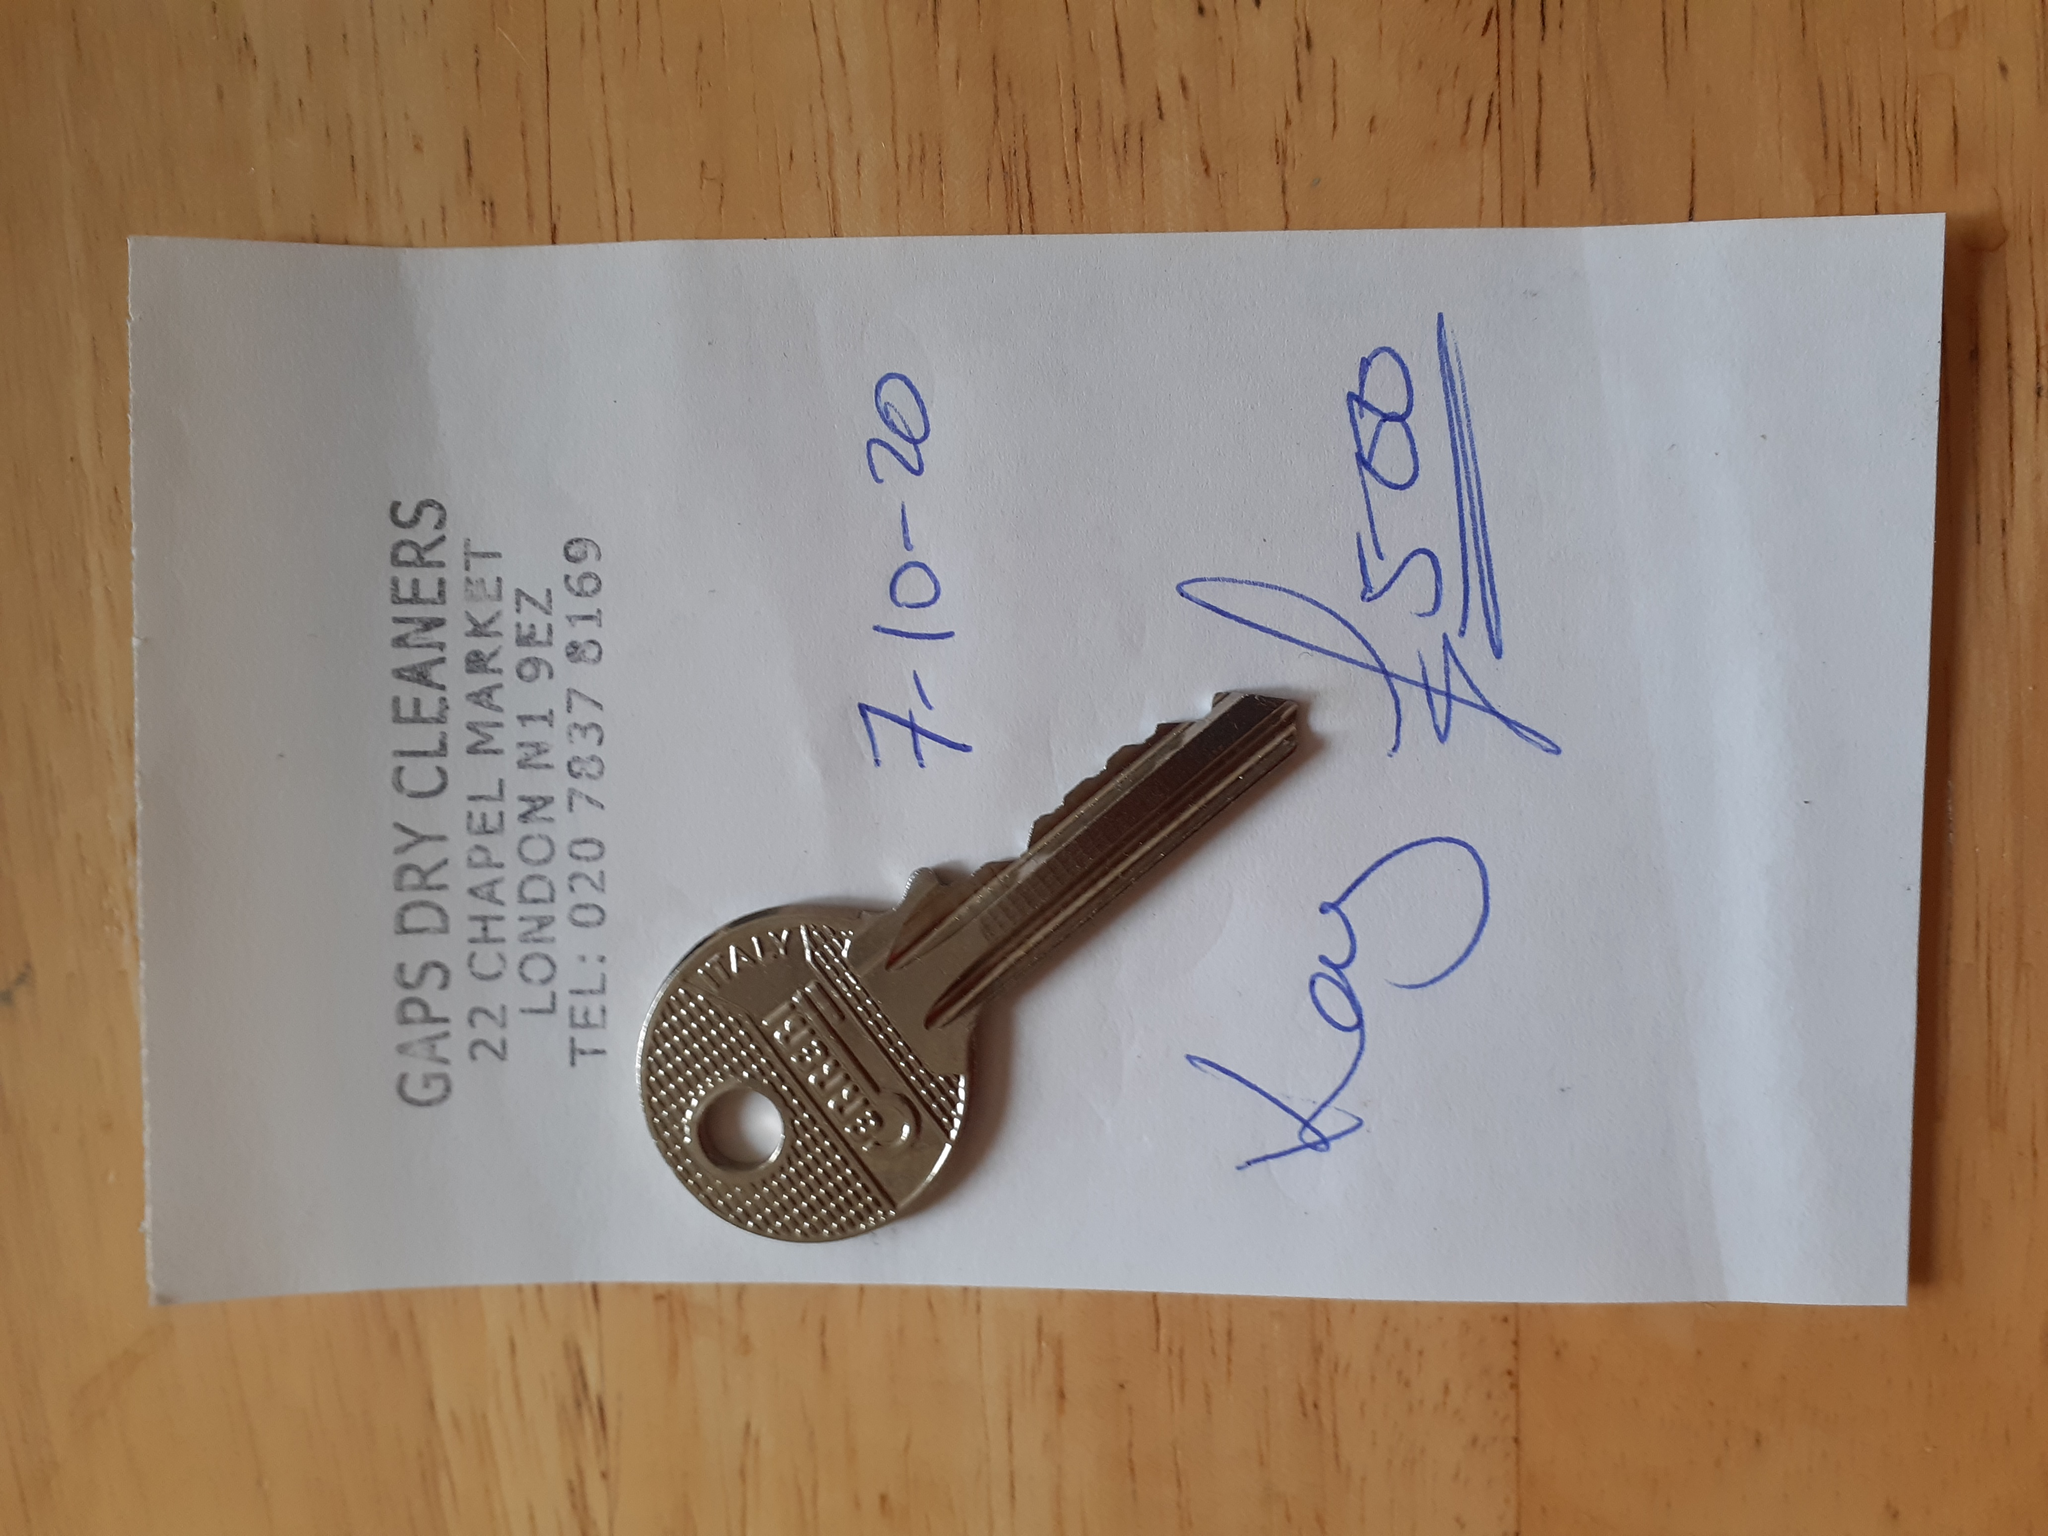 GAPS DRY CLEANERS
22 CHAPEL MARKET
LONDON N1 9EZ
TEL: 020 7837 8169
7-10-20
ITALY
ERREBI
Key £5-00